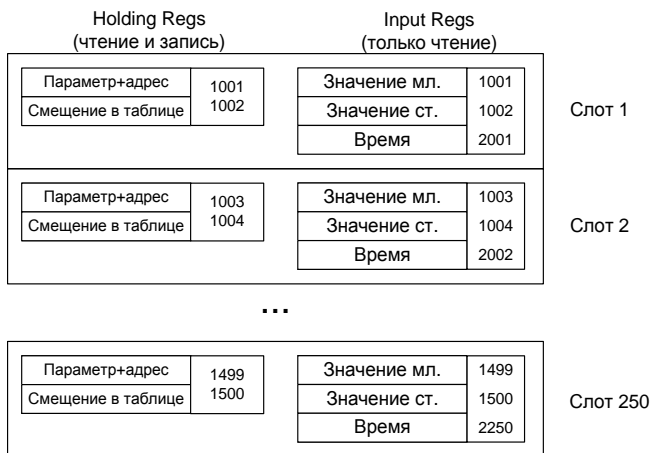 Holding Regs
(чтение и запись)
Input Regs
(только чтение)
Параметр+адрес 1001
Смещение в таблице 1002
Значение мл. 1001
Значение ст. 1002
Время 2001
Слот 1
Параметр+адрес 1003
Смещение в таблице 1004
Значение мл. 1003
Значение ст. 1004
Время 2002
Слот 2
...
Параметр+адрес 1499
Смещение в таблице 1500
Значение мл. 1499
Значение ст. 1500
Время 2250
Слот 250